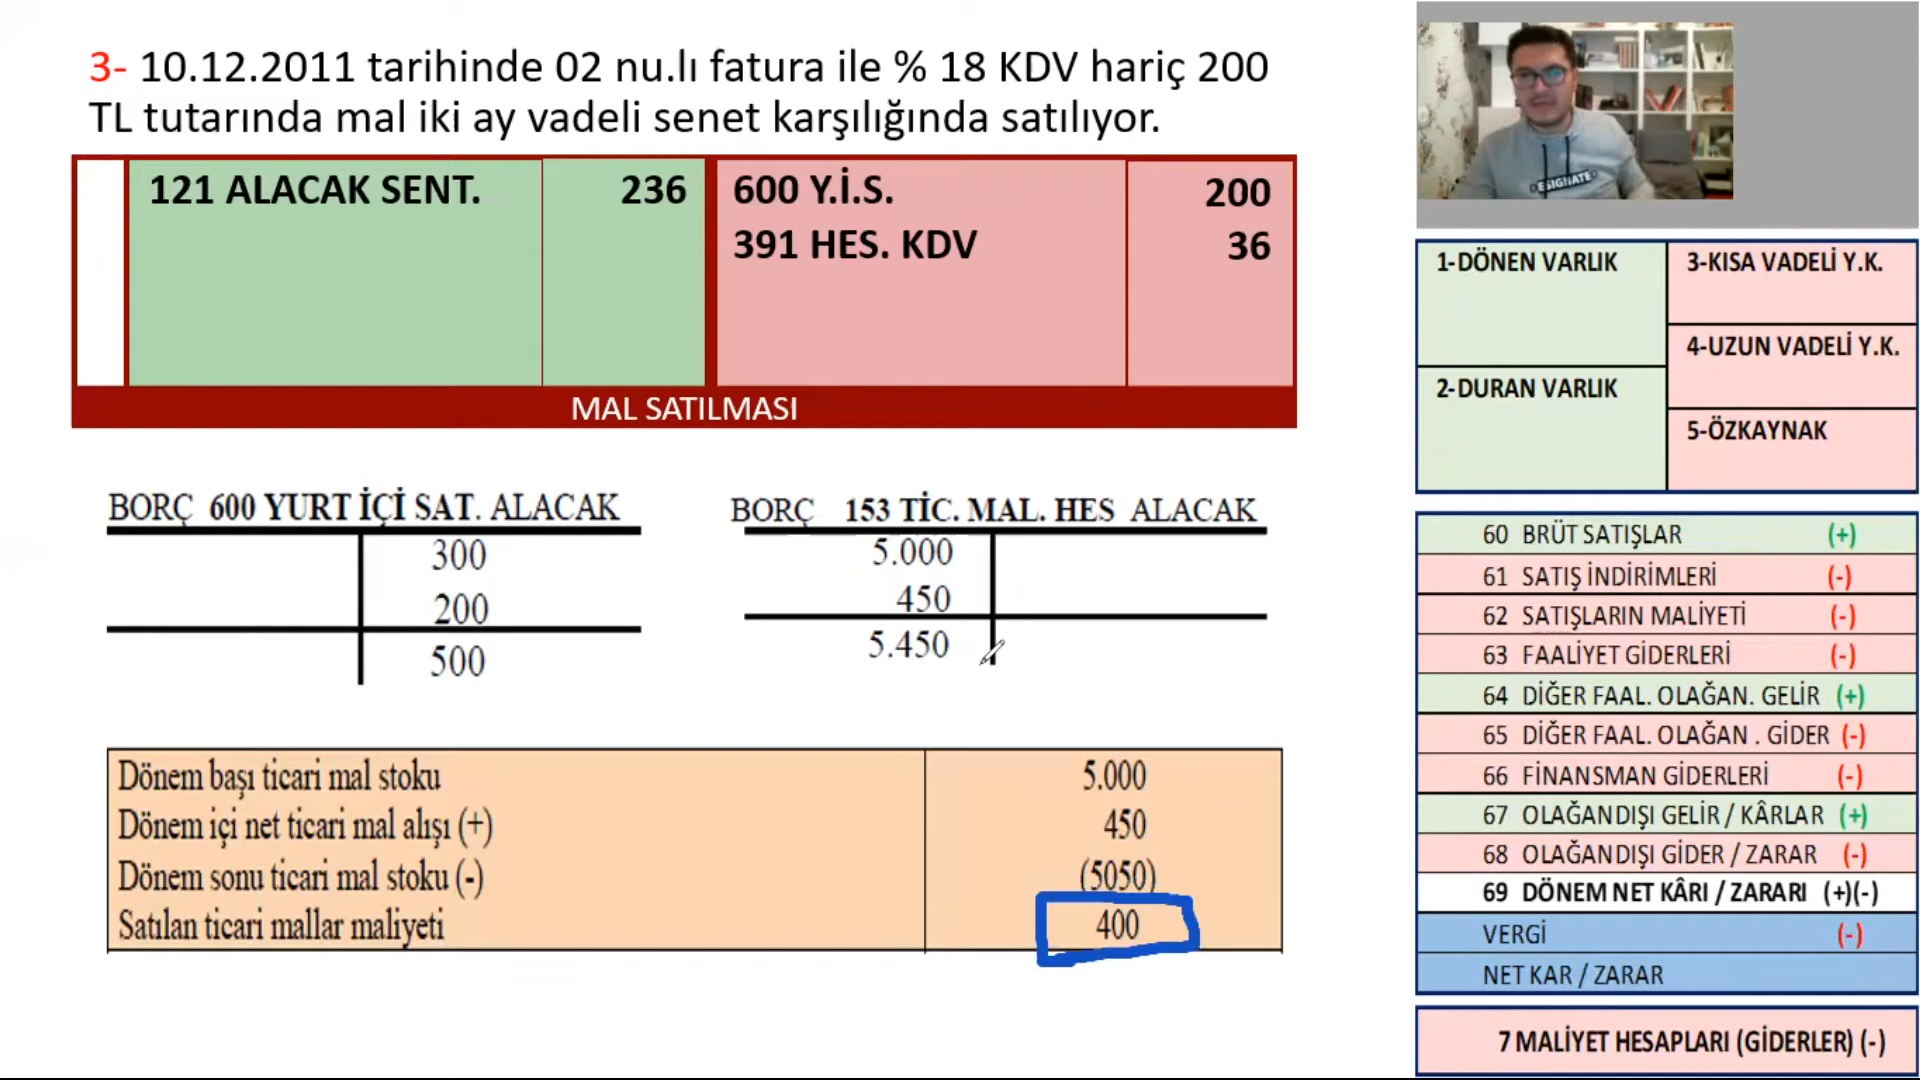 3- 10.12.2011 tarihinde 02 nu.lı fatura ile % 18 KDV hariç 200
TL tutarında mal iki ay vadeli senet karşılığında satılıyor.
121 ALACAK SENT. 236 600 Y.İ.S. 200
391 HES. KDV 36
MAL SATILMASI
BORÇ 600 YURT İÇİ SAT. ALACAK
300
200
500
BORÇ 153 TİC. MAL. HES ALACAK
5.000
450
5.450
Dönem başı ticari mal stoku 5.000
Dönem içi net ticari mal alışı (+) 450
Dönem sonu ticari mal stoku (-) (5050)
Satılan ticari mallar maliyeti 400
DESIGNATE
1-DÖNEN VARLIK
2-DURAN VARLIK
3-KISA VADELİ Y.K.
4-UZUN VADELİ Y.K.
5-ÖZKAYNAK
60 BRÜT SATIŞLAR (+)
61 SATIŞ İNDİRİMLERİ (-)
62 SATIŞLARIN MALİYETİ (-)
63 FAALİYET GİDERLERİ (-)
64 DİĞER FAAL. OLAĞAN. GELİR (+)
65 DİĞER FAAL. OLAĞAN . GİDER (-)
66 FİNANSMAN GİDERLERİ (-)
67 OLAĞANDIŞI GELİR / KÂRLAR (+)
68 OLAĞANDIŞI GİDER / ZARAR (-)
69 DÖNEM NET KÂRI / ZARARI (+)(-)
VERGİ (-)
NET KAR / ZARAR
7 MALİYET HESAPLARI (GİDERLER) (-)